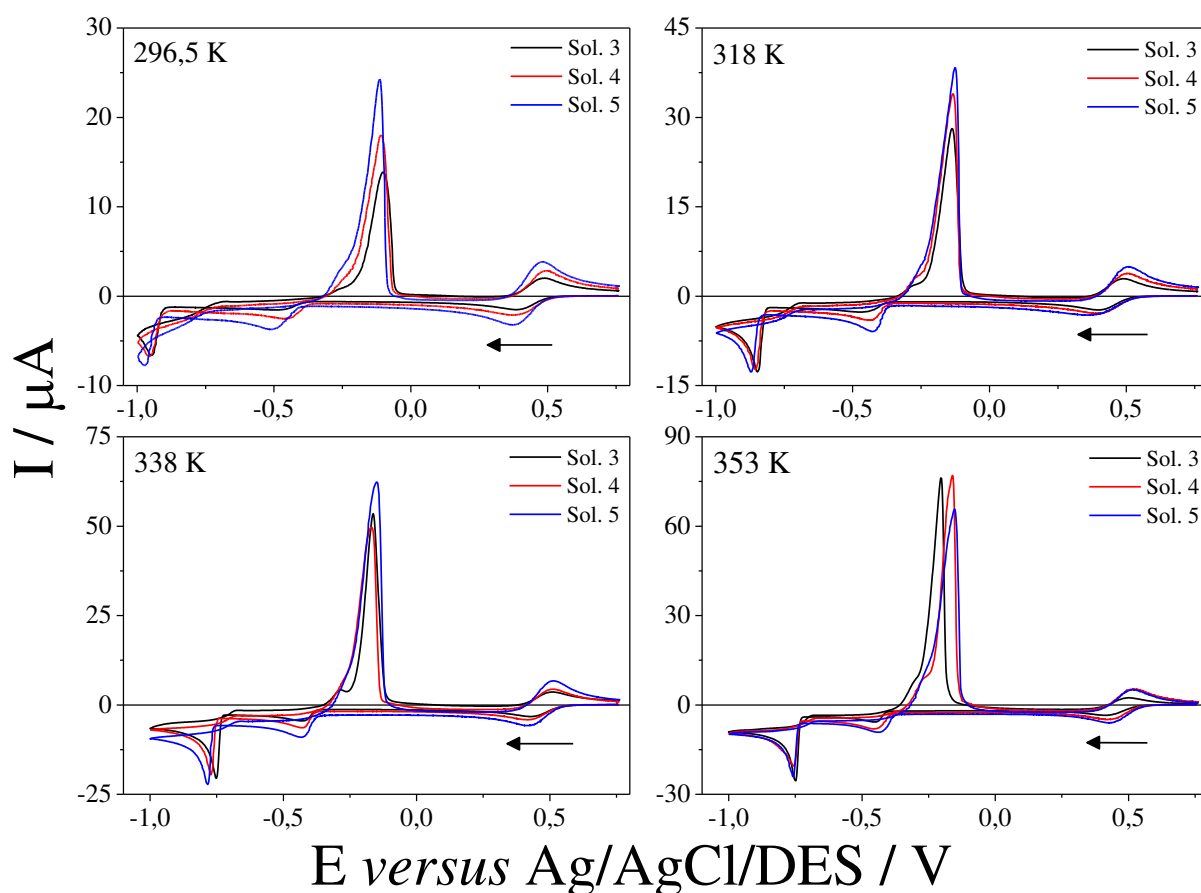 I / µA
30
20
10
0
-10
296,5 K
Sol. 3
Sol. 4
Sol. 5
-1,0 -0,5 0,0 0,5
45
30
15
0
-15
318 K
Sol. 3
Sol. 4
Sol. 5
-1,0 -0,5 0,0 0,5
75
50
25
0
-25
338 K
Sol. 3
Sol. 4
Sol. 5
-1,0 -0,5 0,0 0,5
90
60
30
0
-30
353 K
Sol. 3
Sol. 4
Sol. 5
-1,0 -0,5 0,0 0,5
E versus Ag/AgCl/DES / V